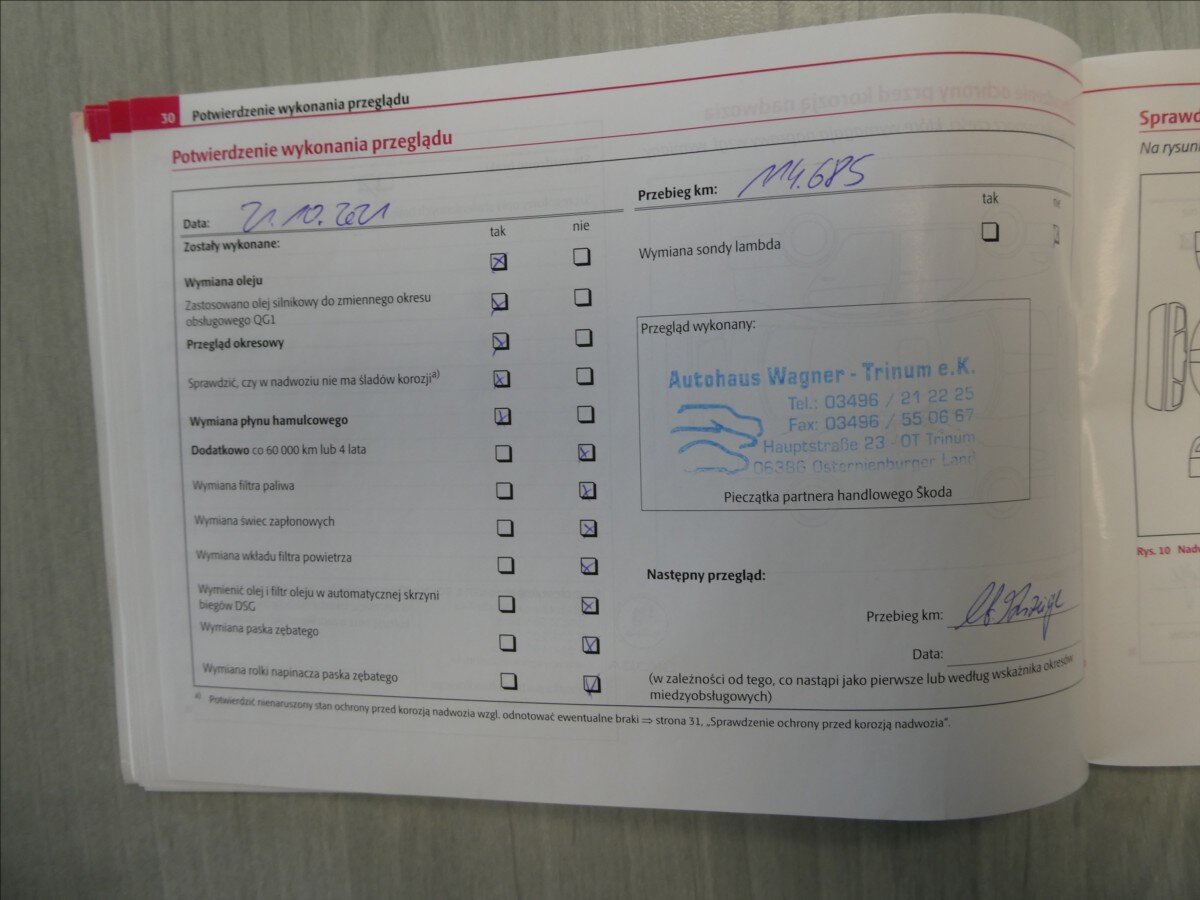 30 Potwierdzenie wykonania przeglądu
Potwierdzenie wykonania przeglądu
Data: 21.10.2021
Zostały wykonane:
tak nie
Wymiana oleju
Zastosowano olej silnikowy do zmiennego okresu
obsługowego QG1
Przegląd okresowy
Sprawdzić, czy w nadwoziu nie ma śladów korozji a)
Wymiana płynu hamulcowego
Dodatkowo co 60 000 km lub 4 lata
Wymiana filtra paliwa
Wymiana świec zapłonowych
Wymiana wkładu filtra powietrza
Wymienić olej i filtr oleju w automatycznej skrzyni
biegów DSG
Wymiana paska zębatego
Wymiana rolki napinacza paska zębatego
Przebieg km: 114.685
tak nie
Wymiana sondy lambda
Przegląd wykonany:
Autohaus Wagner - Trinum e.K.
Tel.: 03496 / 21 22 25
Fax: 03496 / 55 06 67
Hauptstraße 23 - OT Trinum
06386 Osternienburger Land
Pieczątka partnera handlowego Škoda
Następny przegląd:
Przebieg km:
Data:
(w zależności od tego, co nastąpi jako pierwsze lub według wskaźnika okresów
miedzyobsługowych)
a) Potwierdzić nienaruszony stan ochrony przed korozją nadwozia wzgl. odnotować ewentualne braki ⇒ strona 31, „Sprawdzenie ochrony przed korozją nadwozia“.
Na
Rys. 10